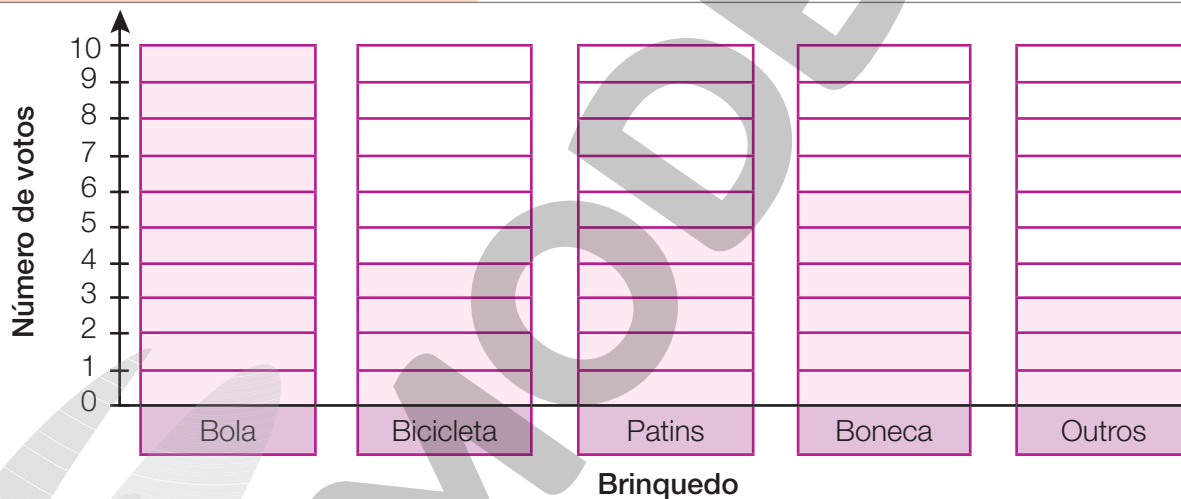 Número de votos
10
9
8
7
6
5
4
3
2
1
0
Bola
Bicicleta
Patins
Boneca
Outros
Brinquedo
MODE